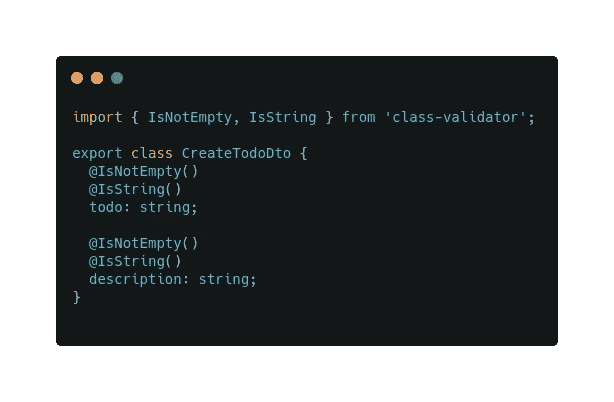 import { IsNotEmpty, IsString } from 'class-validator';
export class CreateTodoDto {
@IsNotEmpty()
@IsString()
todo: string;
@IsNotEmpty()
@IsString()
description: string;
}